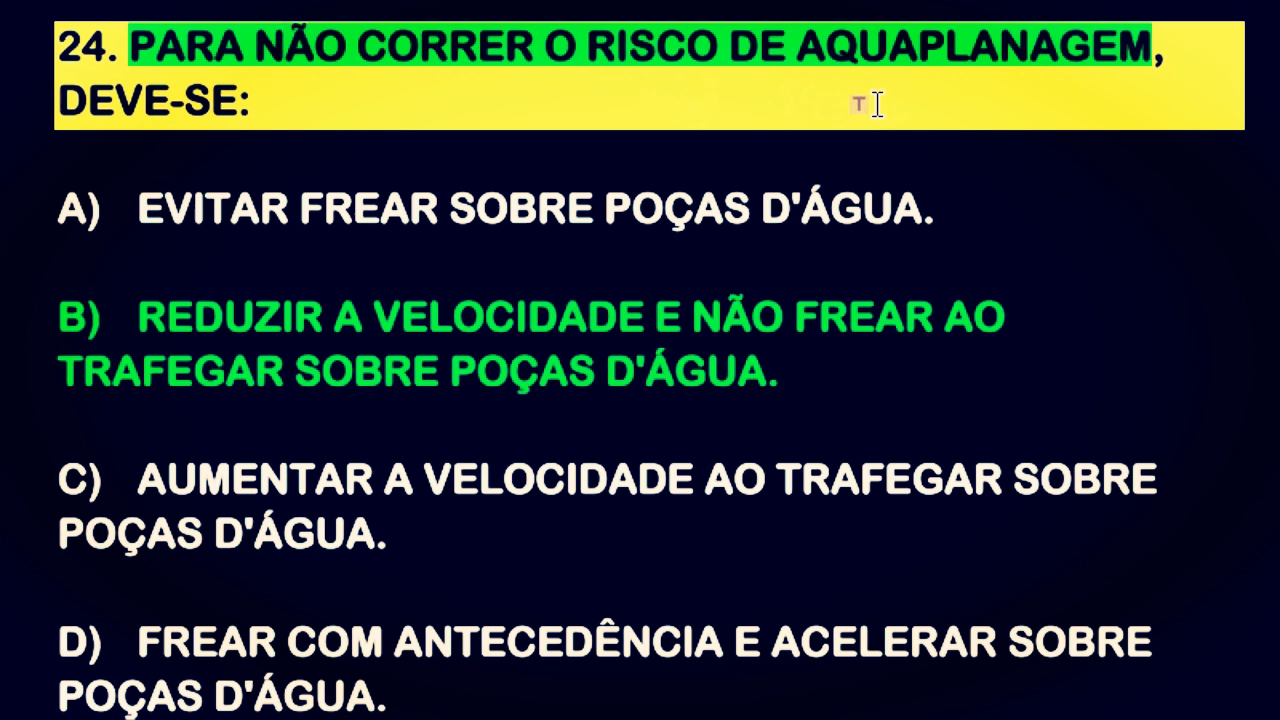 24. PARA NÃO CORRER O RISCO DE AQUAPLANAGEM,
DEVE-SE:
T
A) EVITAR FREAR SOBRE POÇAS D'ÁGUA.
B) REDUZIR A VELOCIDADE E NÃO FREAR AO
TRAFEGAR SOBRE POÇAS D'ÁGUA.
C) AUMENTAR A VELOCIDADE AO TRAFEGAR SOBRE
POÇAS D'ÁGUA.
D) FREAR COM ANTECEDÊNCIA E ACELERAR SOBRE
POÇAS D'ÁGUA.